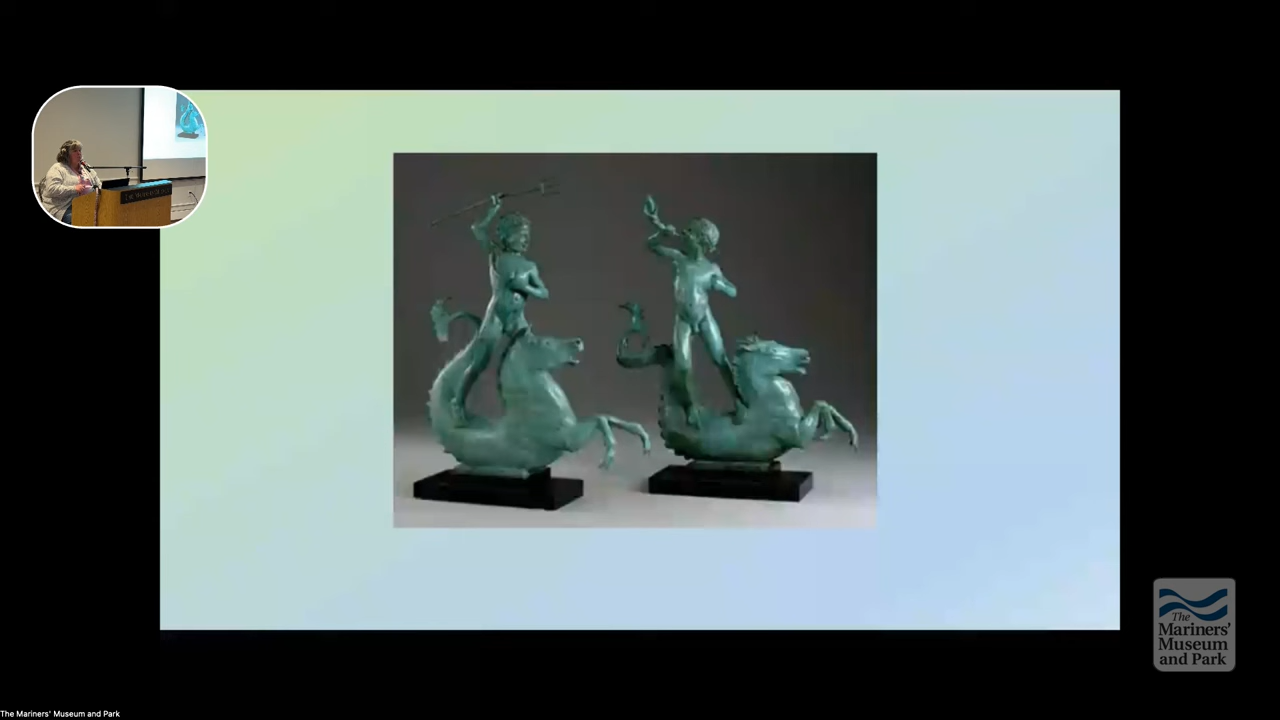 The
Mariners'
Museum
and Park
The Mariners' Museum and Park